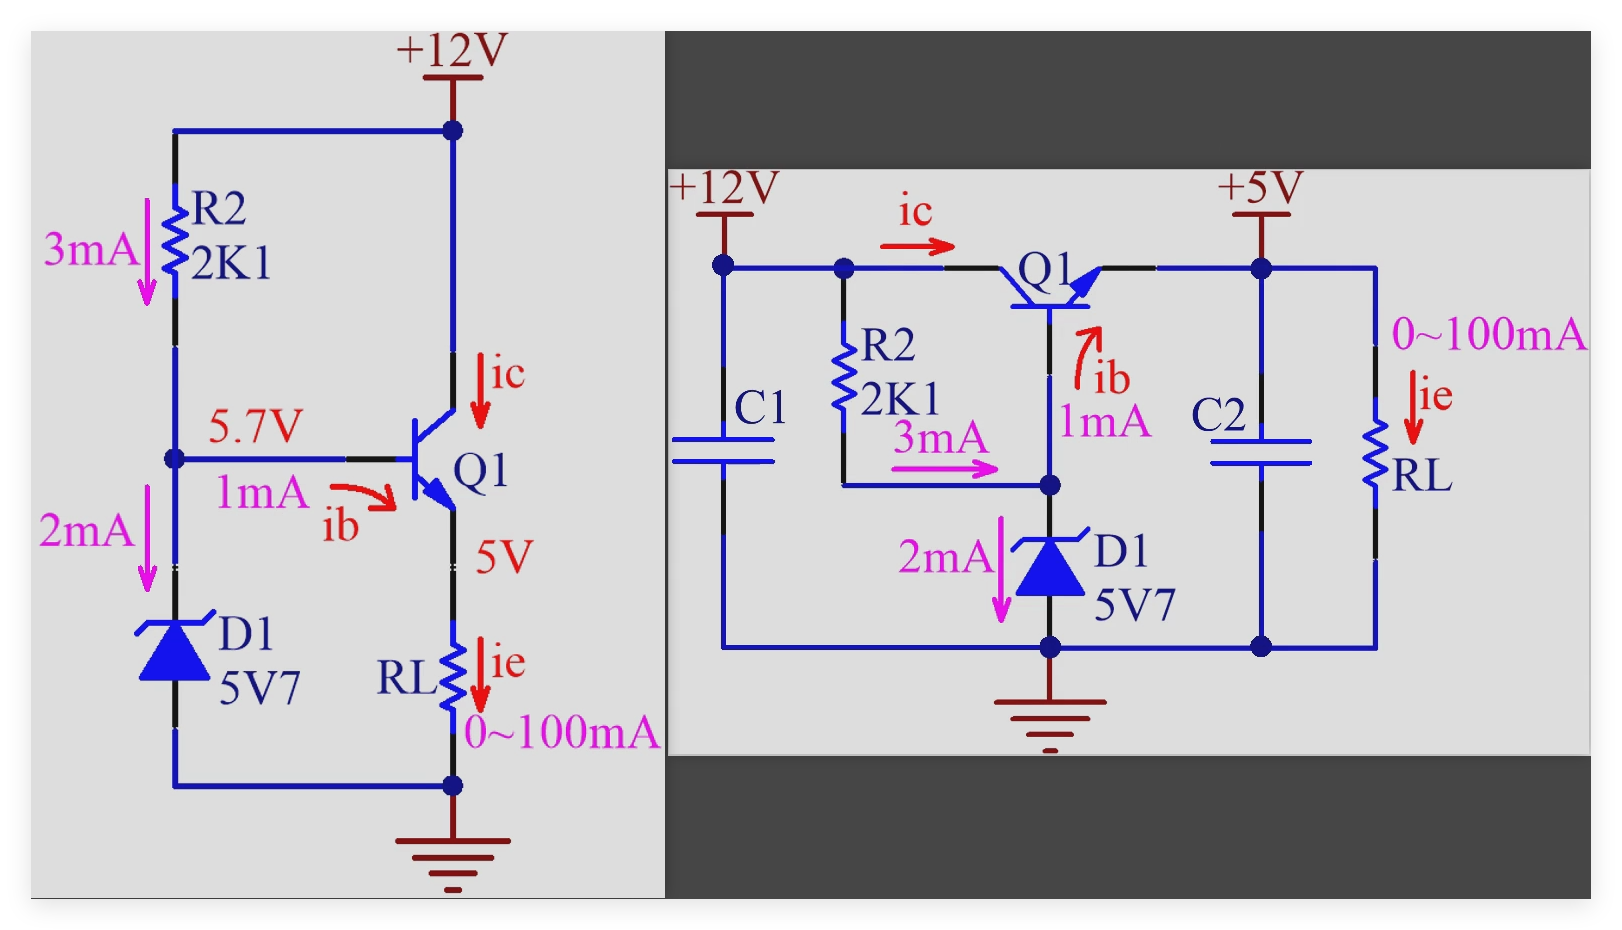 +12V
R2
3mA
2K1
ic
5.7V
Q1
1mA
ib
2mA
5V
D1
5V7
ie
RL
0~100mA
+12V
+5V
ic
Q1
0~100mA
R2
2K1
ib
ie
C1
3mA
1mA
C2
RL
2mA
D1
5V7